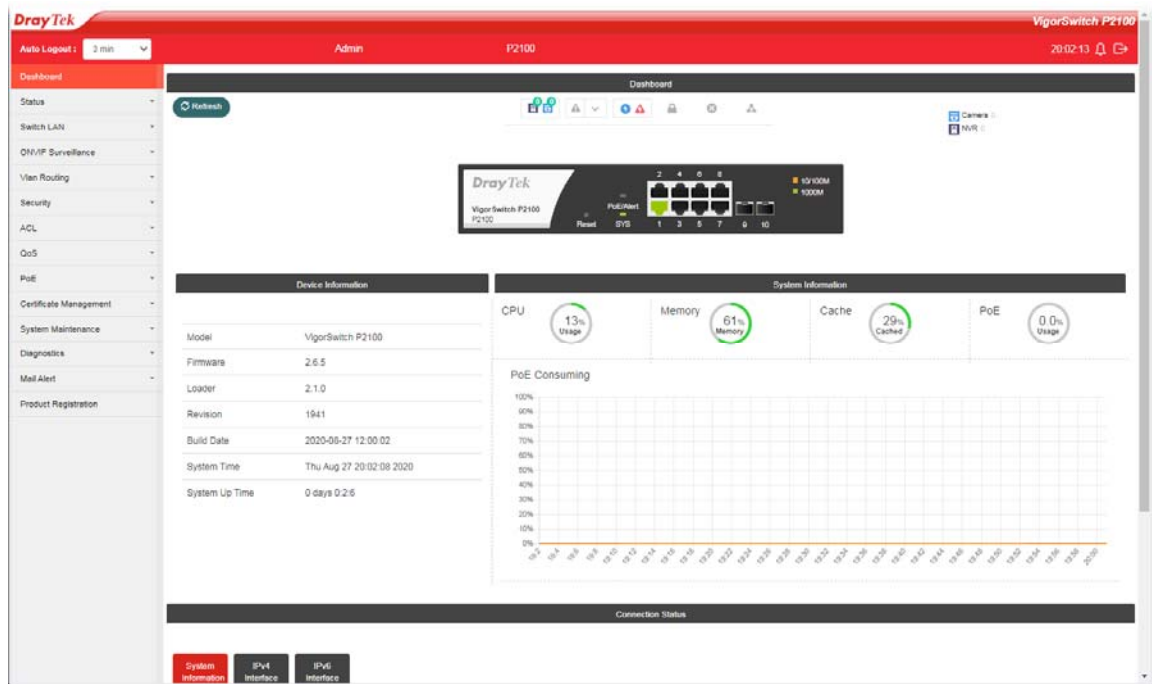 DrayTek
VigorSwitch P2100
Auto Logout :
3 min
Admin
P2100
20:02:13
Dashboard
Status
Switch LAN
ONVIF Surveillance
Vlan Routing
Security
ACL
QoS
PoE
Certificate Management
System Maintenance
Diagnostics
Mail Alert
Product Registration
Dashboard
Refresh
0
0
Camera 0
NVR 0
DrayTek
VigorSwitch P2100
P2100
Reset
PoE/Alert
SYS
2 4 6 8
1 3 5 7 9 10
10/100M
1000M
Device Information
Model VigorSwitch P2100
Firmware 2.6.5
Loader 2.1.0
Revision 1941
Build Date 2020-08-27 12:00:02
System Time Thu Aug 27 20:02:08 2020
System Up Time 0 days 0:2:6
System Information
CPU
13%
Usage
Memory
61%
Memory
Cache
29%
Cached
PoE
0.0%
Usage
PoE Consuming
100%
90%
80%
70%
60%
50%
40%
30%
20%
10%
0%
Connection Status
System Information
IPv4 Interface
IPv6 Interface